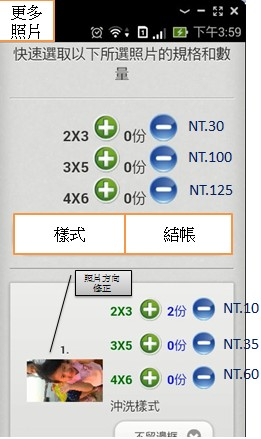 更多
照片
下午3:59
快速選取以下所選照片的規格和數
量
2X3 0份 NT.30
3X5 0份 NT.100
4X6 0份 NT.125
樣式 結帳
照片方向
修正
1.
2X3 2份 NT.10
3X5 0份 NT.35
4X6 0份 NT.60
沖洗樣式
不留邊框